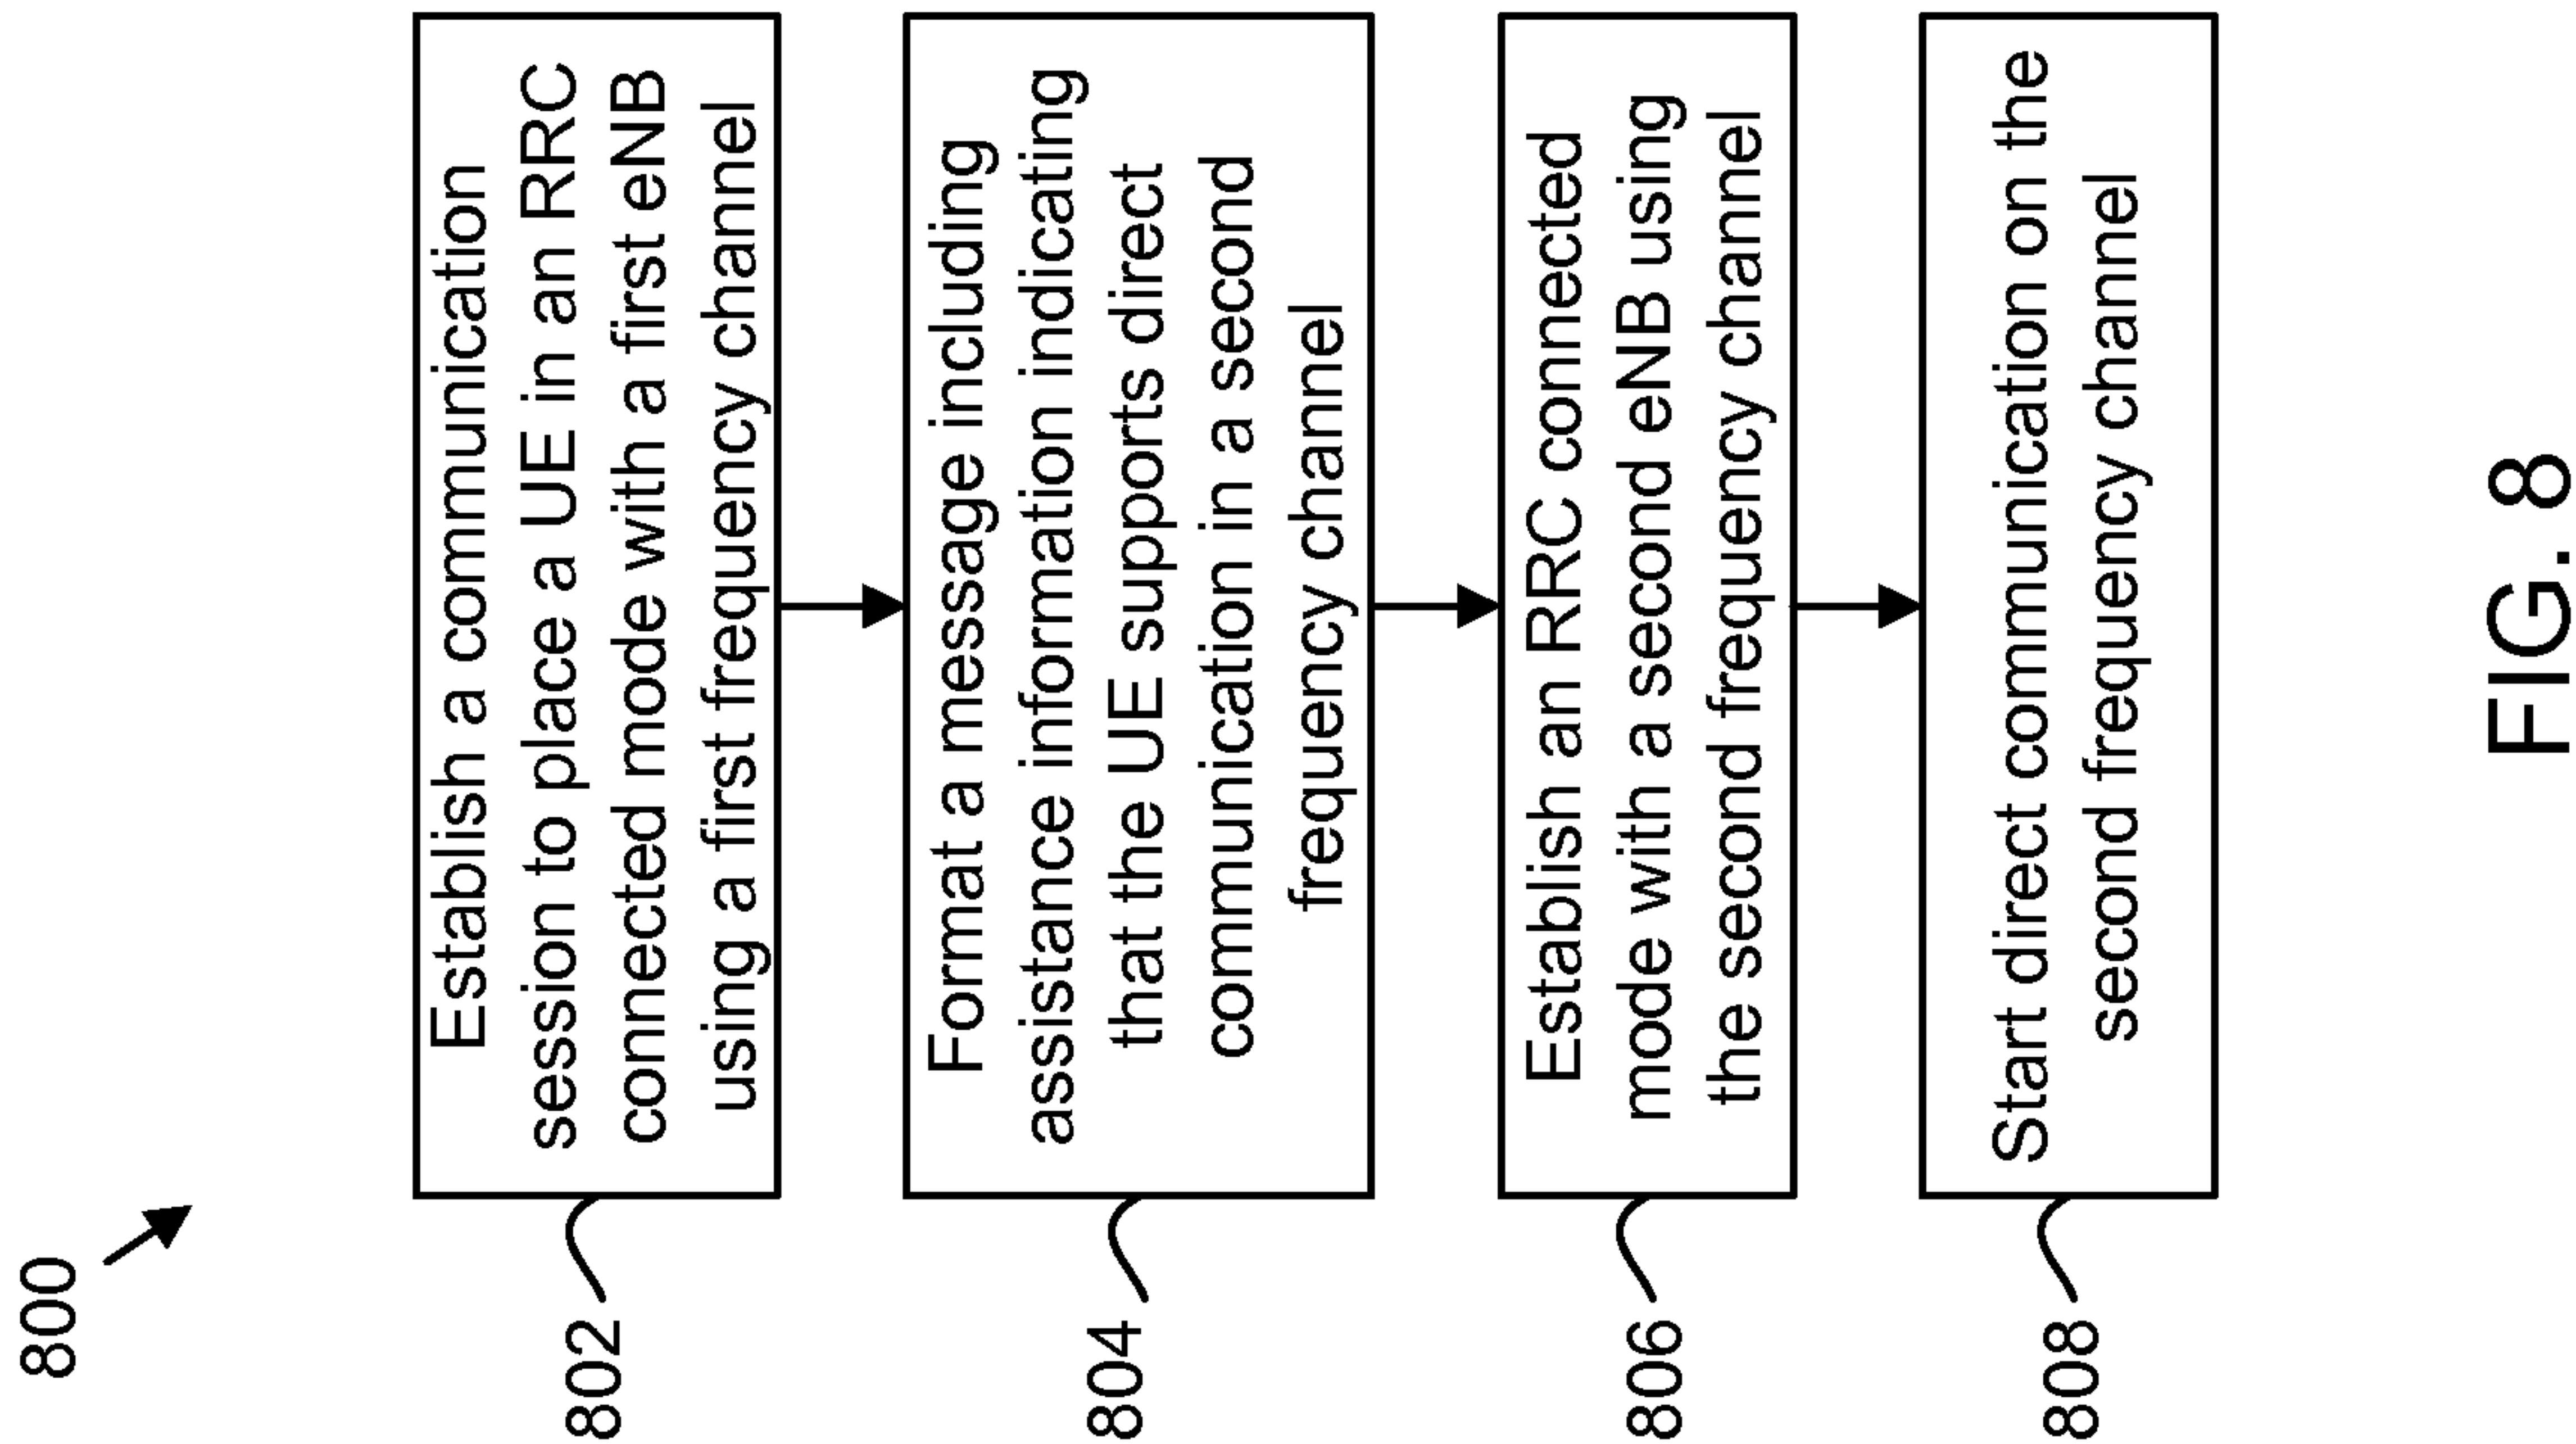 800
802
Establish a communication
session to place a UE in an RRC
connected mode with a first eNB
using a first frequency channel
804
Format a message including
assistance information indicating
that the UE supports direct
communication in a second
frequency channel
806
Establish an RRC connected
mode with a second eNB using
the second frequency channel
808
Start direct communication on the
second frequency channel
FIG. 8